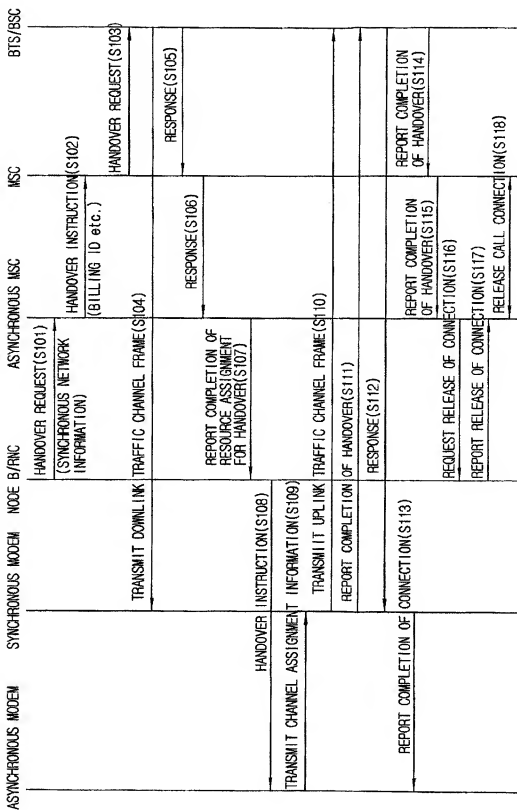 ASYNCHRONOUS MODEM
SYNCHRONOUS MODEM
NODE B/RNC
ASYNCHRONOUS MSC
MSC
BTS/BSC
HANDOVER REQUEST(S101)
(SYNCHRONOUS NETWORK
INFORMATION)
HANDOVER INSTRUCTION(S102)
(BILLING ID etc.)
HANDOVER REQUEST(S103)
TRANSMIT DOWNLINK TRAFFIC CHANNEL FRAME(S104)
RESPONSE(S105)
RESPONSE(S106)
REPORT COMPLETION OF
RESOURCE ASSIGNMENT
FOR HANDOVER(S107)
HANDOVER INSTRUCTION(S108)
TRANSMIT CHANNEL ASSIGNMENT INFORMATION(S109)
TRANSMIIT UPLINK TRAFFIC CHANNEL FRAME(S110)
REPORT COMPLETION OF HANDOVER(S111)
RESPONSE(S112)
REPORT COMPLETION OF CONNECTION(S113)
REPORT COMPLETION
OF HANDOVER(S114)
REPORT COMPLETION
OF HANDOVER(S115)
REQUEST RELEASE OF CONNECTION(S116)
REPORT RELEASE OF CONNECTION(S117)
RELEASE CALL CONNECTION(S118)